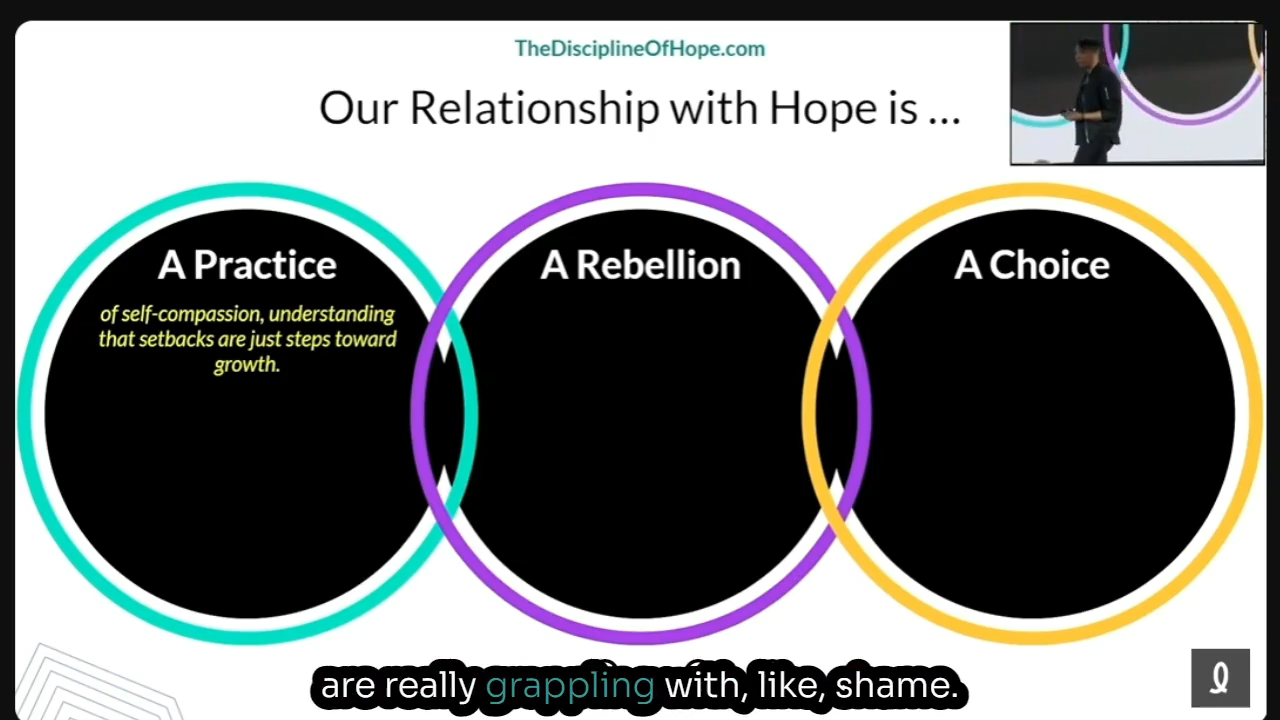 TheDisciplineOfHope.com
Our Relationship with Hope is ...
A Practice
of self-compassion, understanding
that setbacks are just steps toward
growth.
A Rebellion
A Choice
are really grappling with, like, shame.